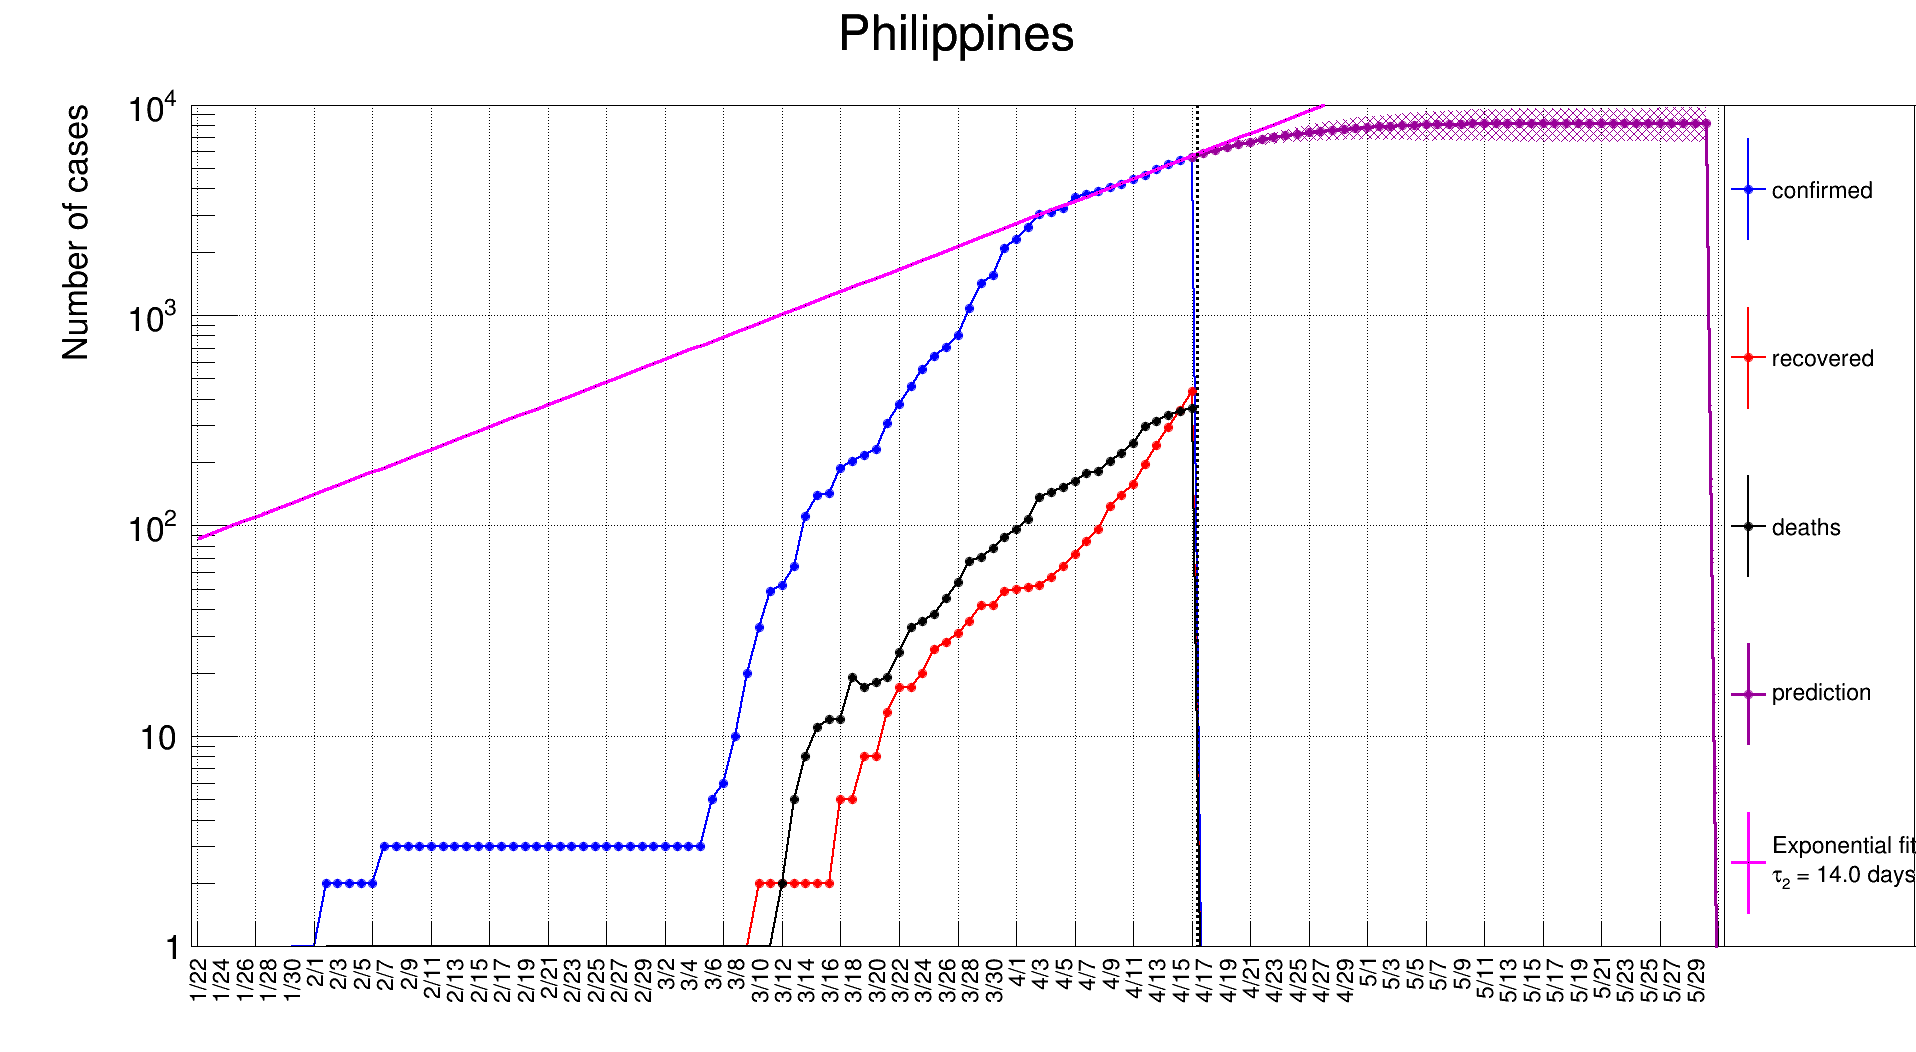 Philippines
Number of cases
10⁴
10³
10²
10
1
1/22 1/24 1/26 1/28 1/30 2/1 2/3 2/5 2/7 2/9 2/11 2/13 2/15 2/17 2/19 2/21 2/23 2/25 2/27 2/29 3/2 3/4 3/6 3/8 3/10 3/12 3/14 3/16 3/18 3/20 3/22 3/24 3/26 3/28 3/30 4/1 4/3 4/5 4/7 4/9 4/11 4/13 4/15 4/17 4/19 4/21 4/23 4/25 4/27 4/29 5/1 5/3 5/5 5/7 5/9 5/11 5/13 5/15 5/17 5/19 5/21 5/23 5/25 5/27 5/29
confirmed
recovered
deaths
prediction
Exponential fit
τ₂ = 14.0 days